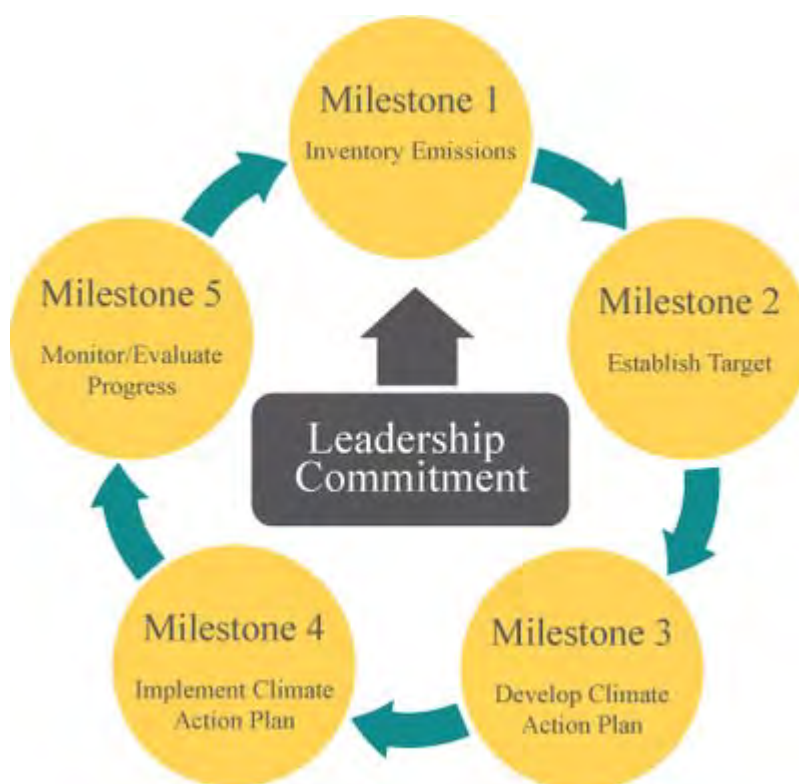 Milestone 1
Inventory Emissions
Milestone 2
Establish Target
Milestone 3
Develop Climate
Action Plan
Milestone 4
Implement Climate
Action Plan
Milestone 5
Monitor/Evaluate
Progress
Leadership
Commitment